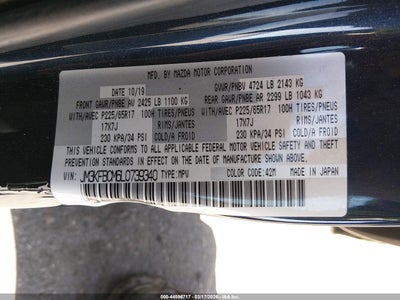 MFD. BY MAZDA MOTOR CORPORATION
DATE 10/19 GVWR/PNBV 4724 LB 2143 KG
FRONT GAWR/PNBE AV 2425 LB 1100 KG REAR GAWR/PNBE AR 2299 LB 1043 KG
WITH/AVEC P225/65R17 100H TIRES/PNEUS WITH/AVEC P225/65R17 100H TIRES/PNEUS
17X7J RIMS/JANTES 17X7J RIMS/JANTES
230 KPA/34 PSI COLD/A FROID 230 KPA/34 PSI COLD/A FROID
THIS VEHICLE CONFORMS TO ALL APPLICABLE FEDERAL MOTOR VEHICLE SAFETY BUMPER AND THEFT
PREVENTION STANDARDS IN EFFECT ON THE DATE OF MANUFACTURE SHOWN ABOVE.
VIN: JM3KFBCM6L0739340 TYPE:MPV COLOR CODE:42M MADE IN JAPAN
000-44596717 - 03/17/2026 - IAA